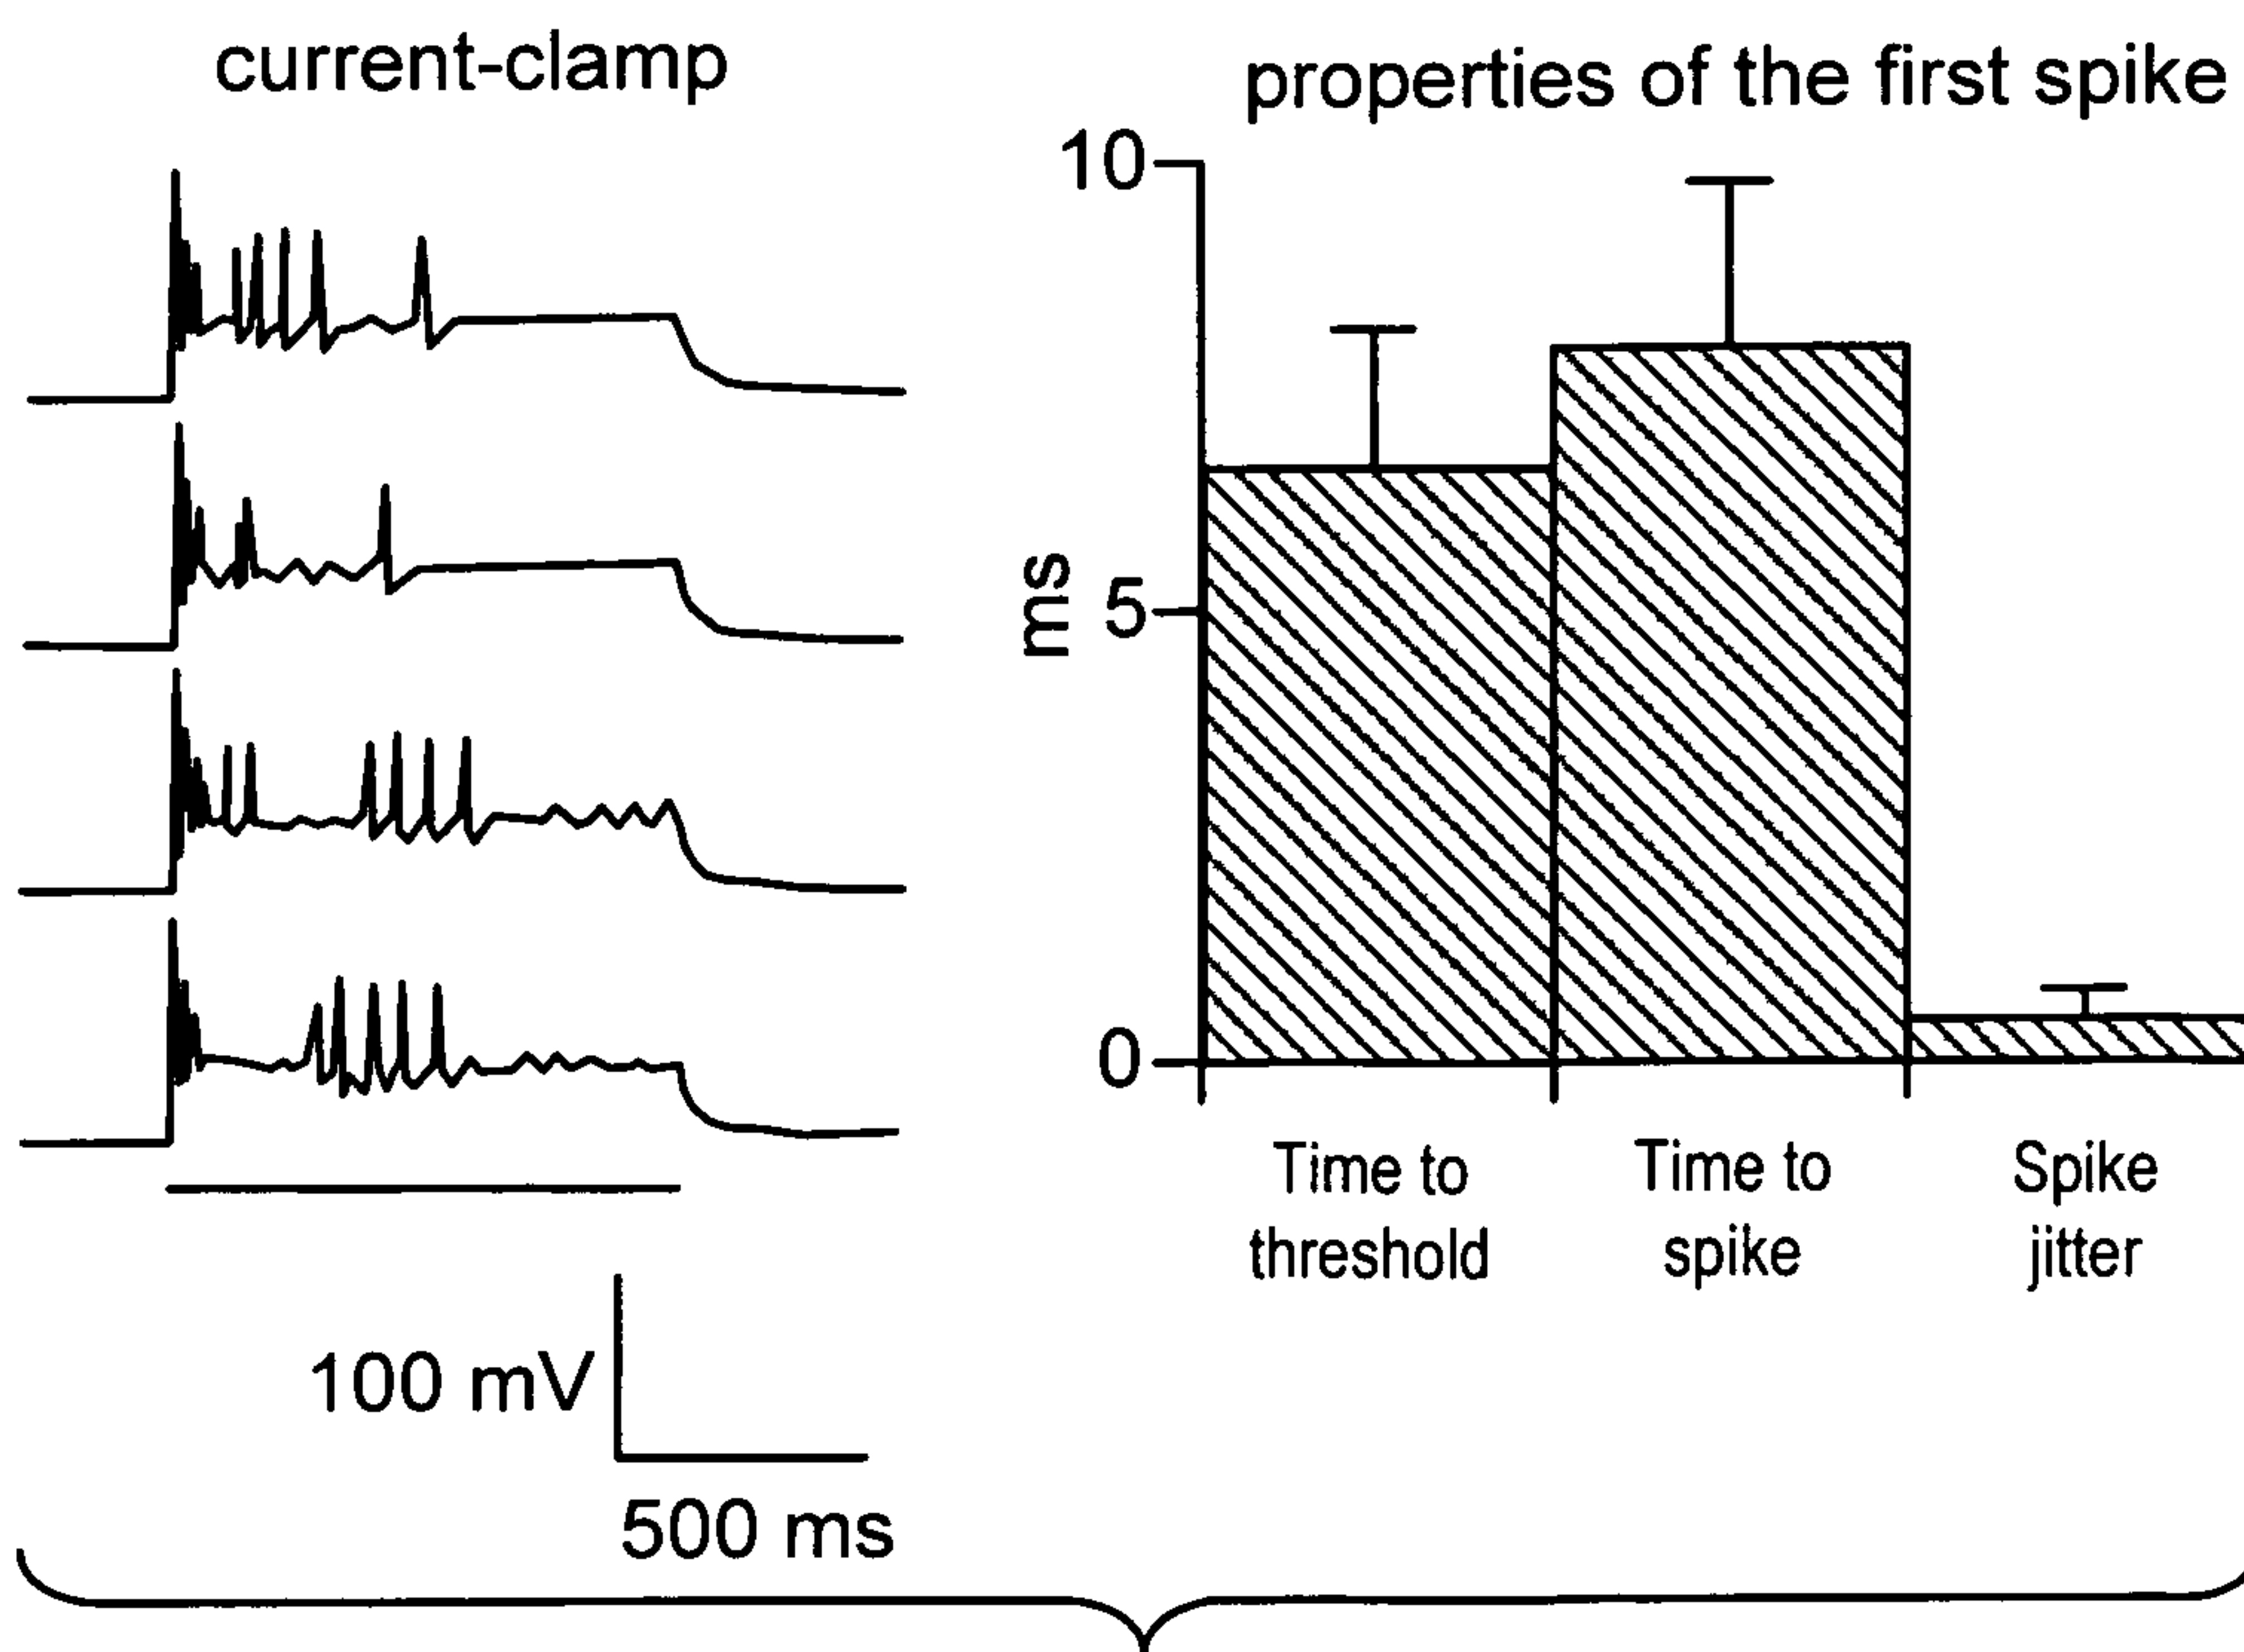 current-clamp
properties of the first spike
10
5
0
ms
Time to
threshold
Time to
spike
Spike
jitter
100 mV
500 ms